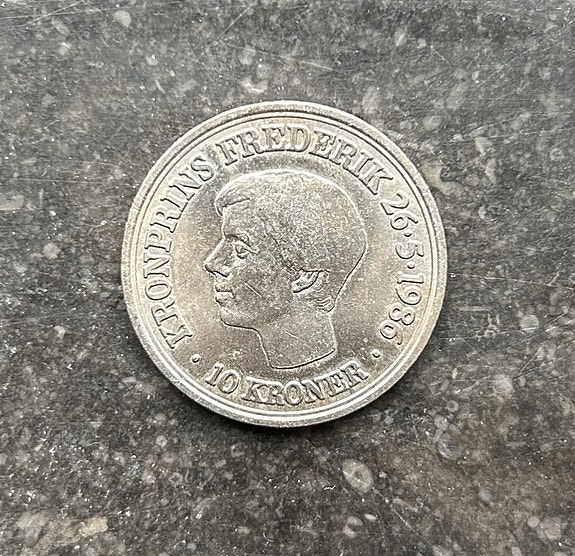 KRONPRINS FREDERIK 26·5·1986
· 10 KRONER ·